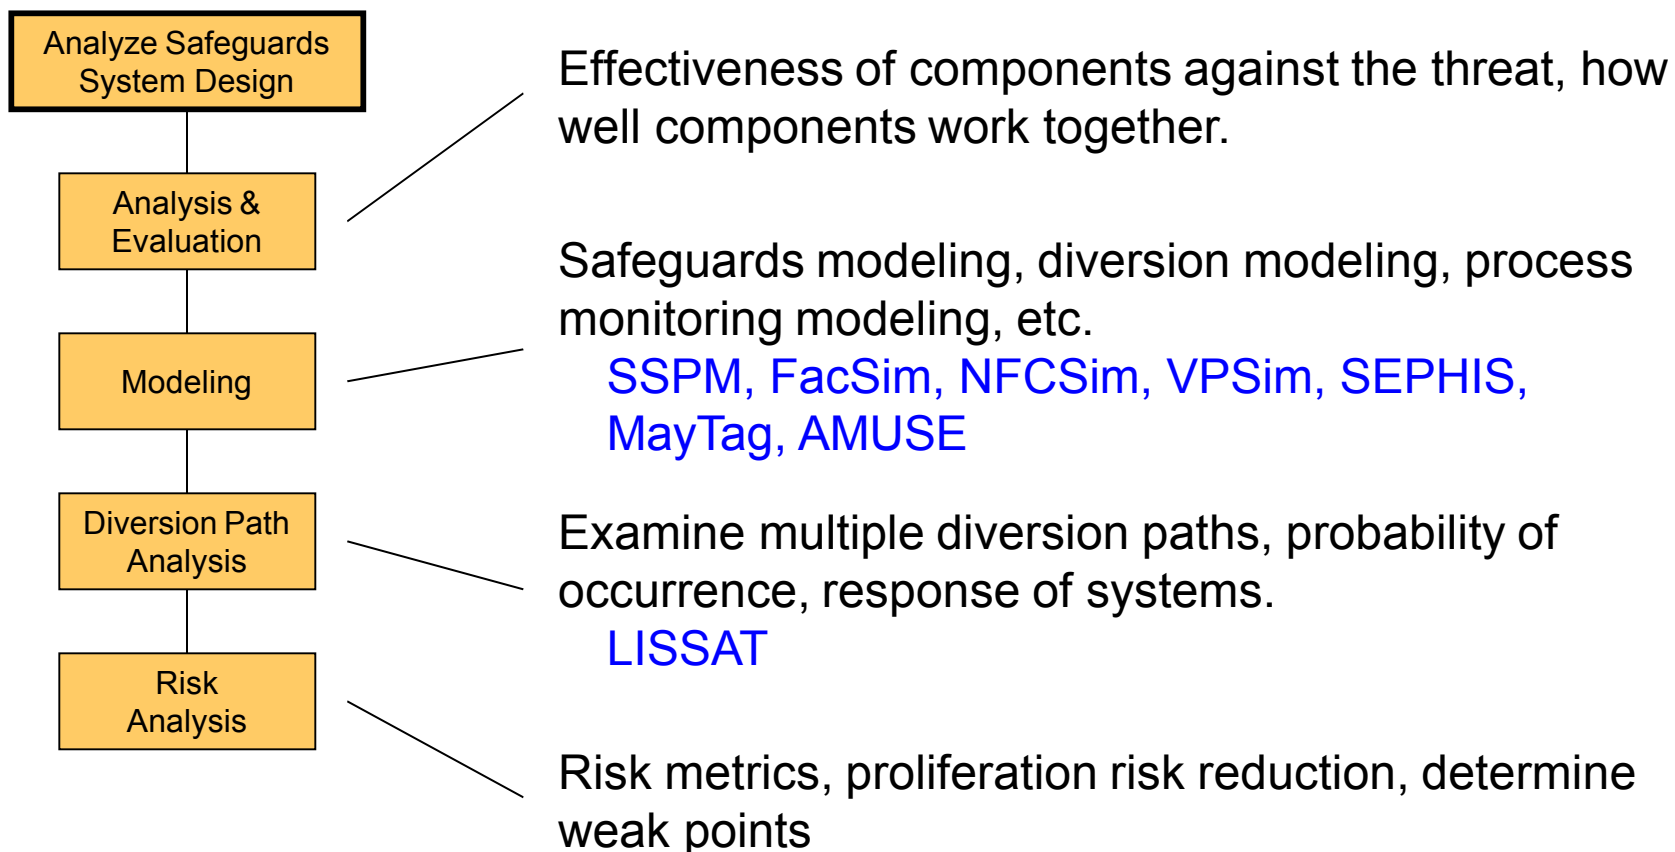 Analyze Safeguards
System Design
Effectiveness of components against the threat, how
well components work together.
Analysis &
Evaluation
Safeguards modeling, diversion modeling, process
monitoring modeling, etc.
SSPM, FacSim, NFCSim, VPSim, SEPHIS,
MayTag, AMUSE
Modeling
Diversion Path
Analysis
Examine multiple diversion paths, probability of
occurrence, response of systems.
LISSAT
Risk
Analysis
Risk metrics, proliferation risk reduction, determine
weak points